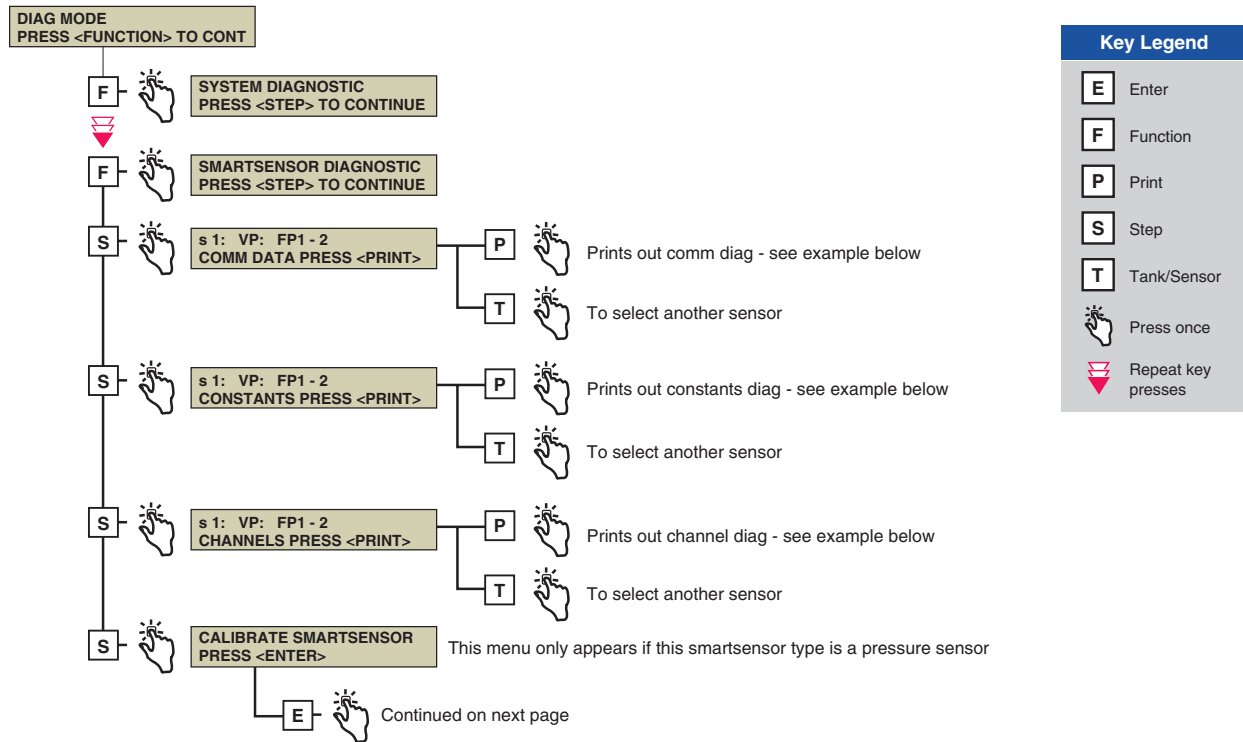 DIAG MODE
PRESS <FUNCTION> TO CONT
F
SYSTEM DIAGNOSTIC
PRESS <STEP> TO CONTINUE
F
SMARTSENSOR DIAGNOSTIC
PRESS <STEP> TO CONTINUE
S
s 1: VP: FP1 - 2
COMM DATA PRESS <PRINT>
P
Prints out comm diag - see example below
T
To select another sensor
S
s 1: VP: FP1 - 2
CONSTANTS PRESS <PRINT>
P
Prints out constants diag - see example below
T
To select another sensor
S
s 1: VP: FP1 - 2
CHANNELS PRESS <PRINT>
P
Prints out channel diag - see example below
T
To select another sensor
S
CALIBRATE SMARTSENSOR
PRESS <ENTER>
This menu only appears if this smartsensor type is a pressure sensor
E
Continued on next page
Key Legend
E Enter
F Function
P Print
S Step
T Tank/Sensor
Press once
Repeat key
presses